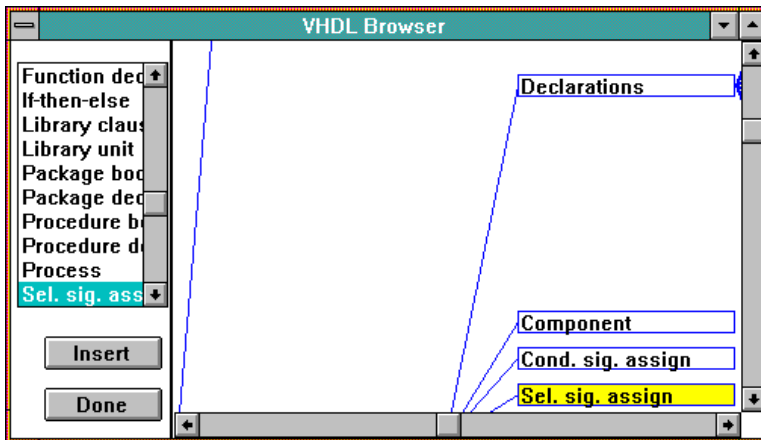 VHDL Browser
Function dec
If-then-else
Library claus
Library unit
Package bod
Package dec
Procedure b
Procedure d
Process
Sel. sig. ass
Insert
Done
Declarations
Component
Cond. sig. assign
Sel. sig. assign